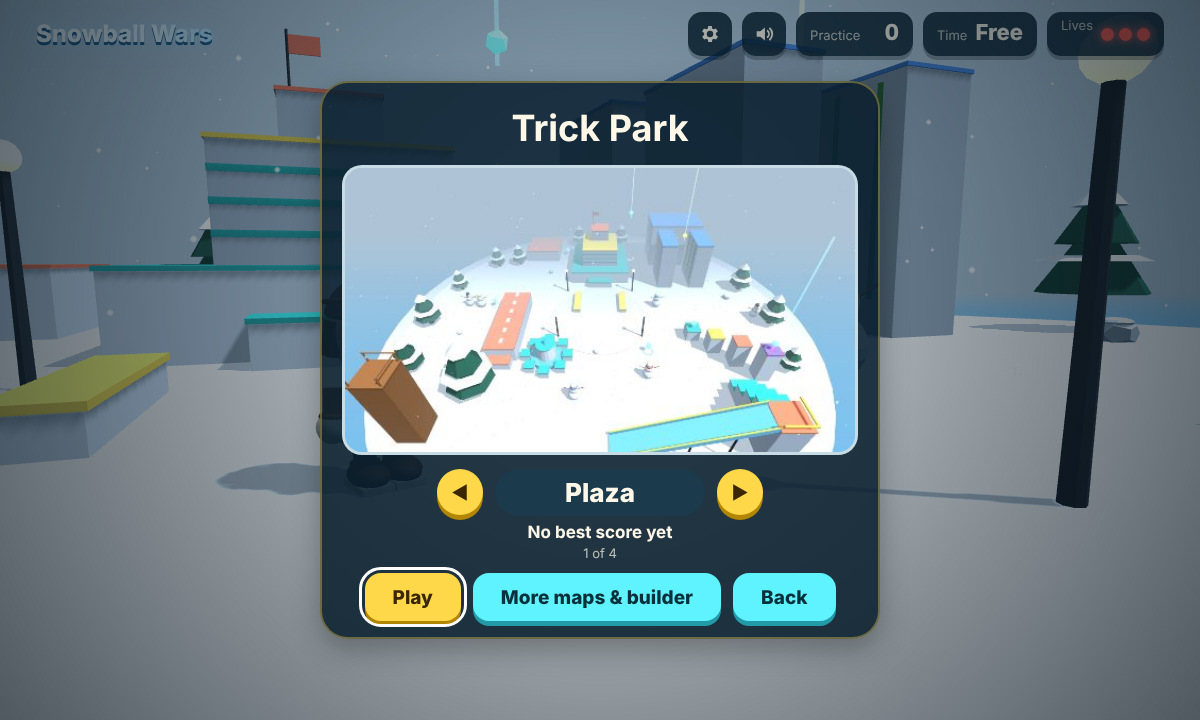 Snowball Wars
Practice 0
Time Free
Lives
Trick Park
Plaza
No best score yet
1 of 4
Play
More maps & builder
Back